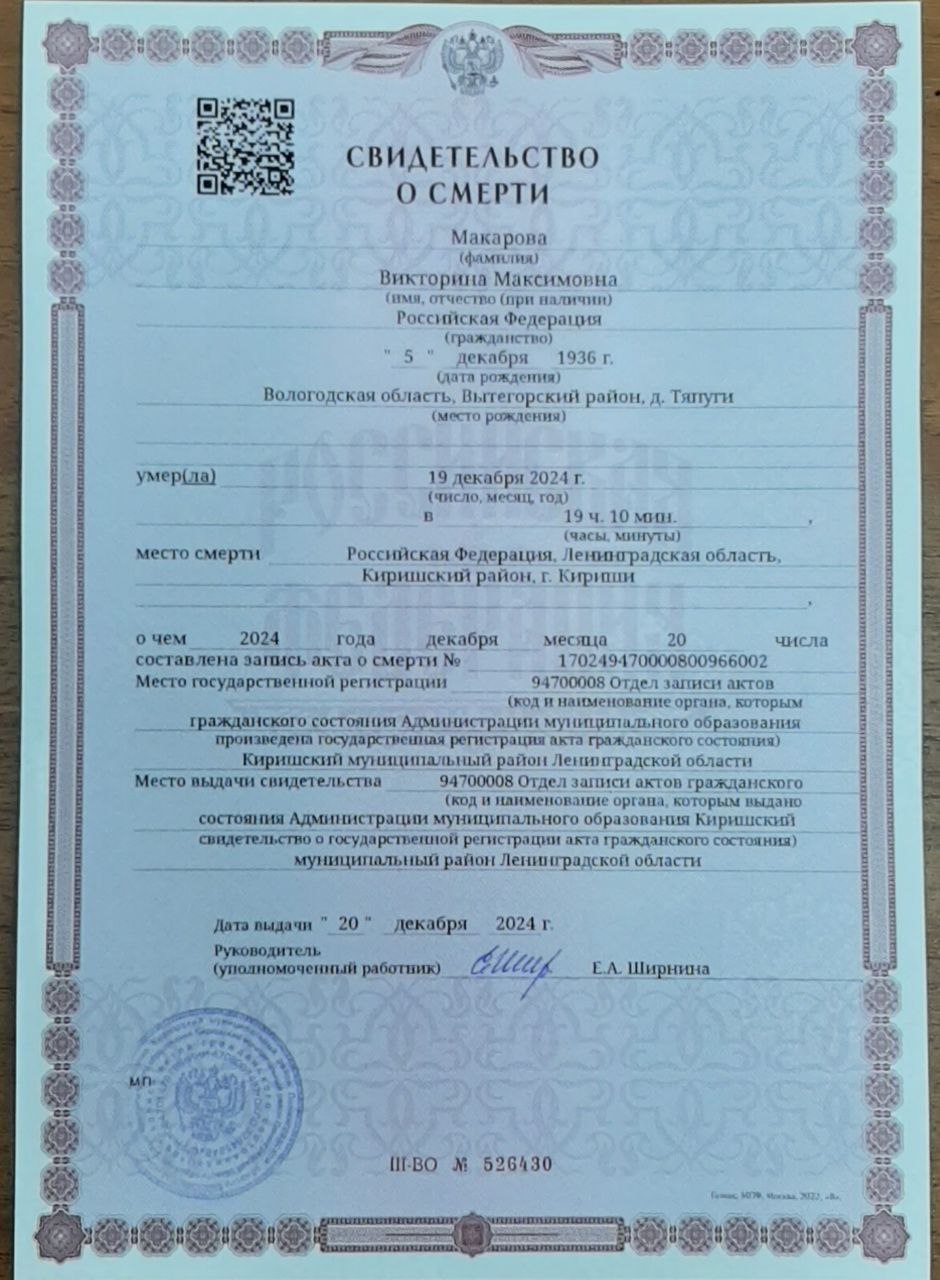 СВИДЕТЕЛЬСТВО
О СМЕРТИ
Макарова
(фамилия)
Викторина Максимовна
(имя, отчество (при наличии)
Российская Федерация
(гражданство)
" 5 " декабря 1936 г.
(дата рождения)
Вологодская область, Вытегорский район, д. Тяпуги
(место рождения)
умер(ла) 19 декабря 2024 г.
(число, месяц, год)
в 19 ч. 10 мин. ,
(часы, минуты)
место смерти Российская Федерация, Ленинградская область,
Киришский район, г. Кириши
,
о чем 2024 года декабря месяца 20 числа
составлена запись акта о смерти № 170249470000800966002
Место государственной регистрации 94700008 Отдел записи актов
(код и наименование органа, которым
гражданского состояния Администрации муниципального образования
произведена государственная регистрация акта гражданского состояния)
Киришский муниципальный район Ленинградской области
Место выдачи свидетельства 94700008 Отдел записи актов гражданского
(код и наименование органа, которым выдано
состояния Администрации муниципального образования Киришский
свидетельство о государственной регистрации акта гражданского состояния)
муниципальный район Ленинградской области
Дата выдачи " 20 " декабря 2024 г.
Руководитель
(уполномоченный работник) Е.А. Ширнина
МП
III-ВО № 526430
Гознак, МПФ, Москва, 2022, «В».